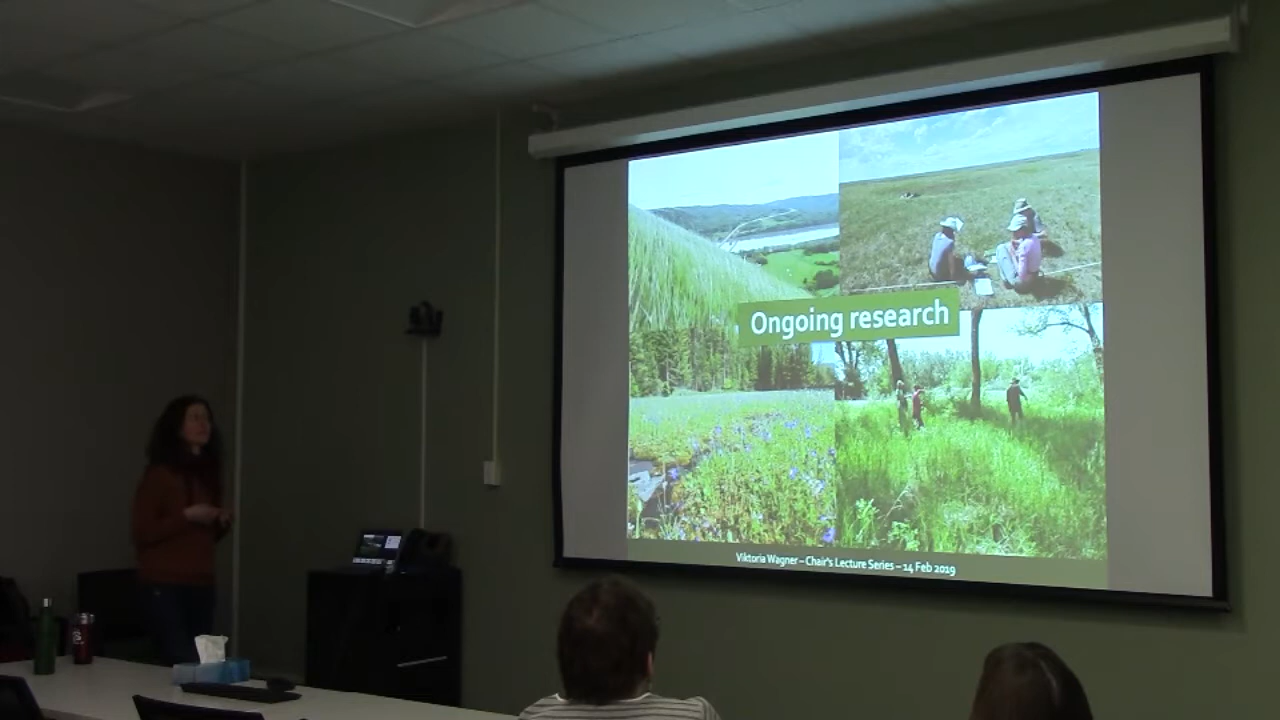 Ongoing research
Viktoria Wagner – Chair's Lecture Series – 14 Feb 2019